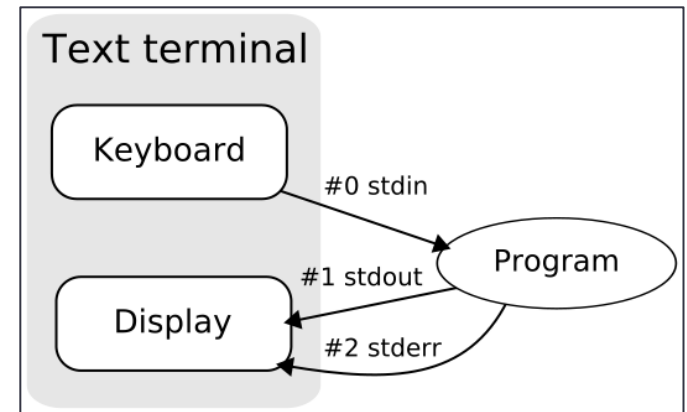 Text terminal
Keyboard
#0 stdin
Program
#1 stdout
Display
#2 stderr